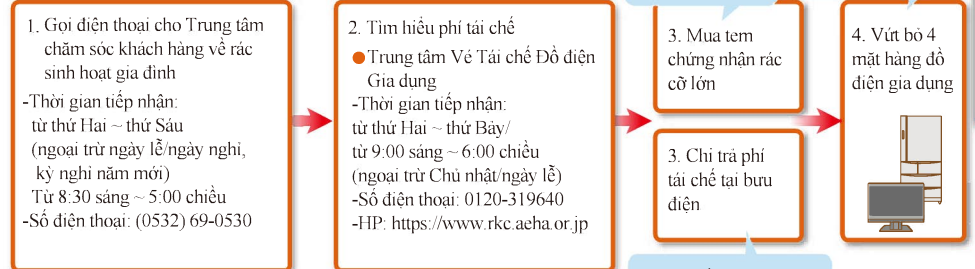 1. Gọi điện thoại cho Trung tâm
chăm sóc khách hàng về rác
sinh hoạt gia đình
-Thời gian tiếp nhận:
từ thứ Hai ~ thứ Sáu
(ngoại trừ ngày lễ/ngày nghỉ,
kỳ nghỉ năm mới)
Từ 8:30 sáng ~ 5:00 chiều
-Số điện thoại: (0532) 69-0530
2. Tìm hiểu phí tái chế
●Trung tâm Vé Tái chế Đồ điện
Gia dụng
-Thời gian tiếp nhận:
từ thứ Hai ~ thứ Bảy/
từ 9:00 sáng ~ 6:00 chiều
(ngoại trừ Chủ nhật/ngày lễ)
-Số điện thoại: 0120-319640
-HP: https://www.rkc.aeha.or.jp
3. Mua tem
chứng nhận rác
cỡ lớn
3. Chi trả phí
tái chế tại bưu
điện
4. Vứt bỏ 4
mặt hàng đồ
điện gia dụng